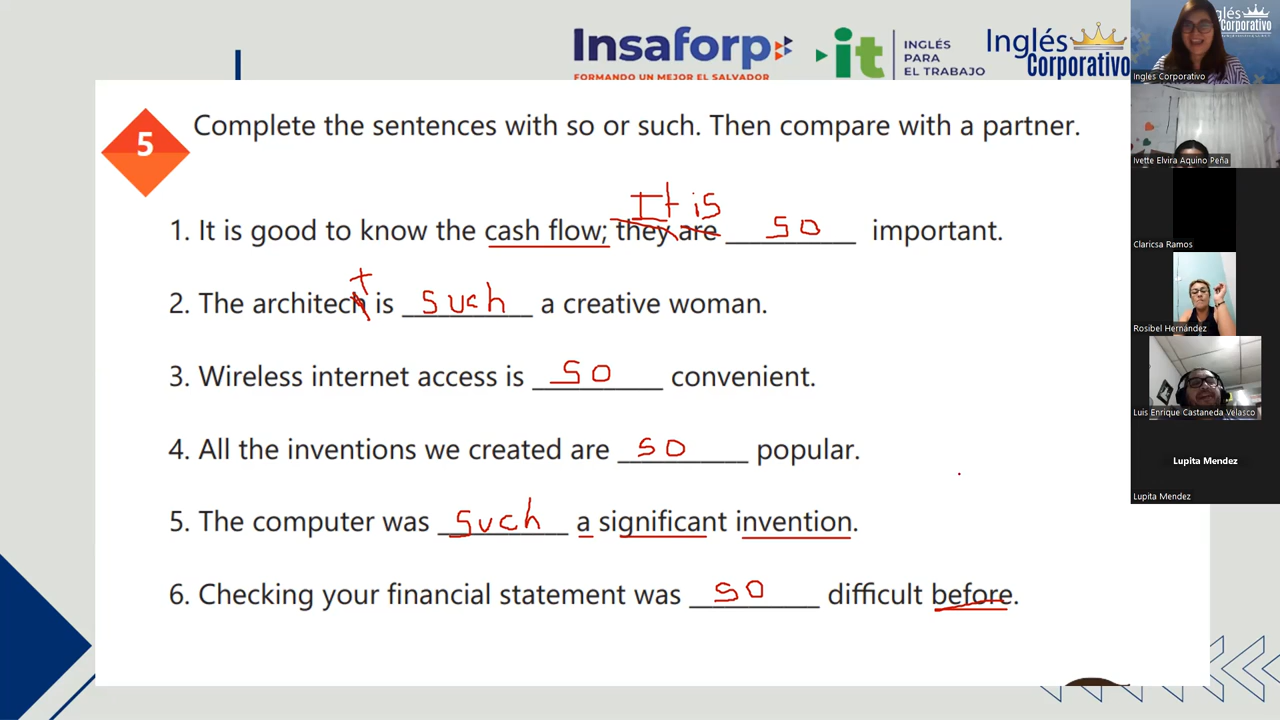 Insaforp
FORMANDO UN MEJOR EL SALVADOR
it
INGLÉS
PARA
EL TRABAJO
Inglés
Corporativo
5
Complete the sentences with so or such. Then compare with a partner.
It is
1. It is good to know the cash flow; they are so important.
t
2. The architech is such a creative woman.
3. Wireless internet access is so convenient.
4. All the inventions we created are so popular.
5. The computer was such a significant invention.
6. Checking your financial statement was so difficult before.
Inglés
Corporativo
Ingles Corporativo
Ivette Elvira Aquino Peña
Claricsa Ramos
Rosibel Hernández
Luis Enrique Castaneda Velasco
Lupita Mendez
Lupita Mendez